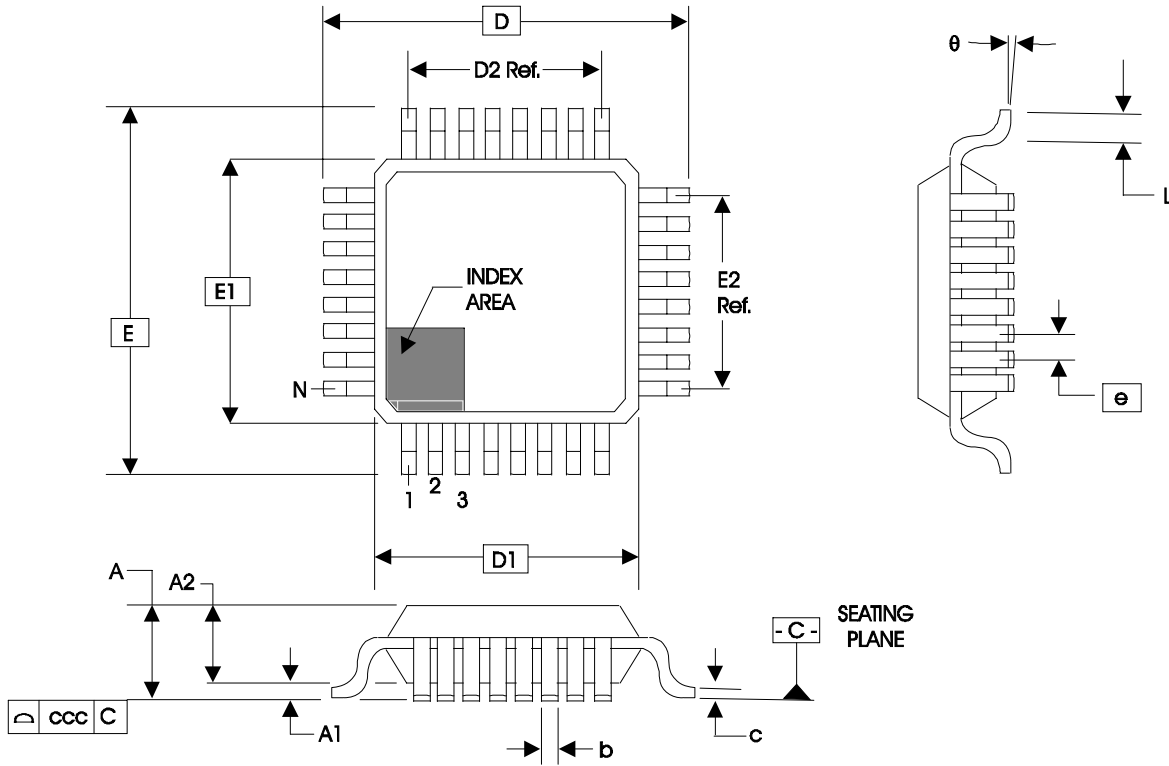 D
θ
D2 Ref.
L
INDEX
AREA
E2
Ref.
E1
E
N
e
1
2
3
D1
A
A2
SEATING
PLANE
- C -
ccc C
A1
b
c